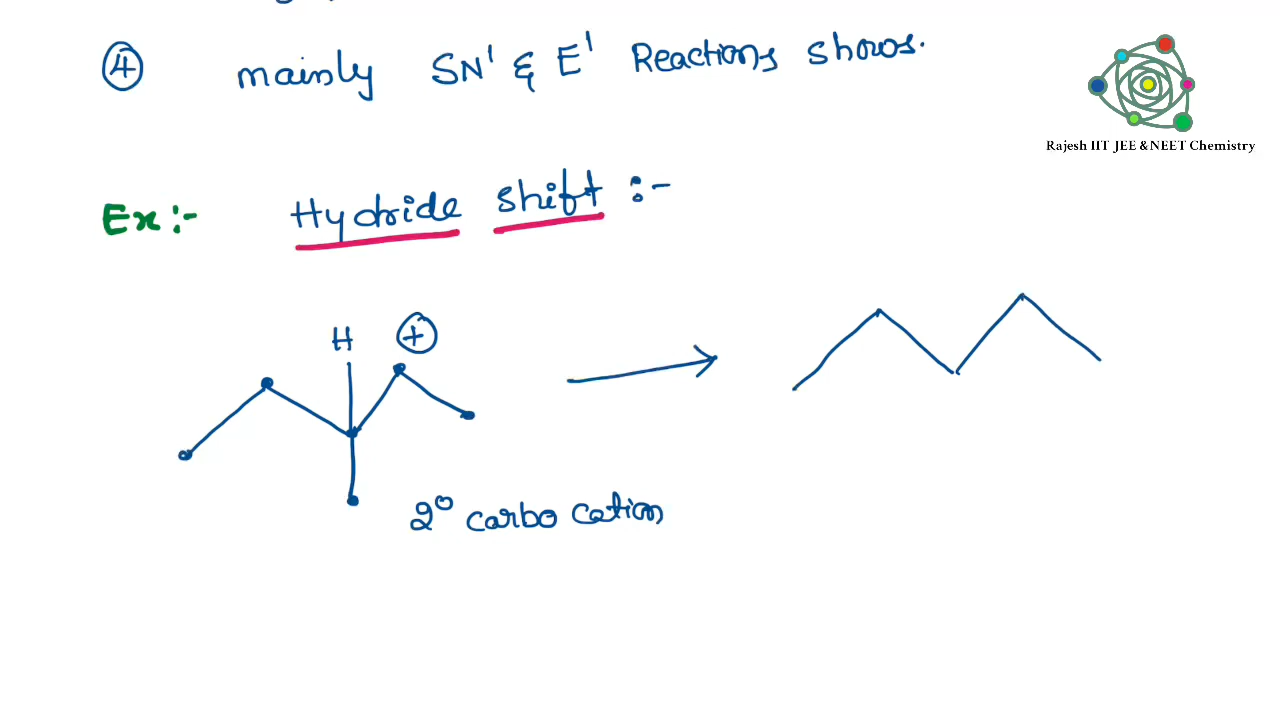 ④ mainly SN¹ & E¹ Reactions shows.
Rajesh IIT JEE & NEET Chemistry
Ex:- Hydride shift :-
H +
2° carbo cation